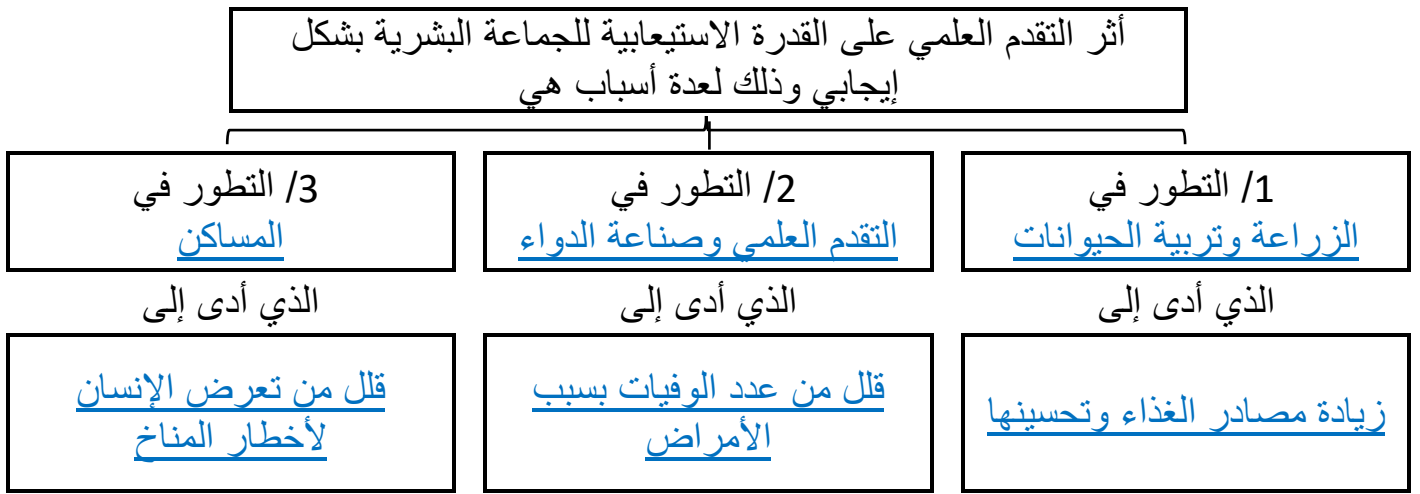 أثر التقدم العلمي على القدرة الاستيعابية للجماعة البشرية بشكل
إيجابي وذلك لعدة أسباب هي
1/ التطور في
الزراعة وتربية الحيوانات
الذي أدى إلى
زيادة مصادر الغذاء وتحسينها
2/ التطور في
التقدم العلمي وصناعة الدواء
الذي أدى إلى
قلل من عدد الوفيات بسبب
الأمراض
3/ التطور في
المساكن
الذي أدى إلى
قلل من تعرض الإنسان
لأخطار المناخ